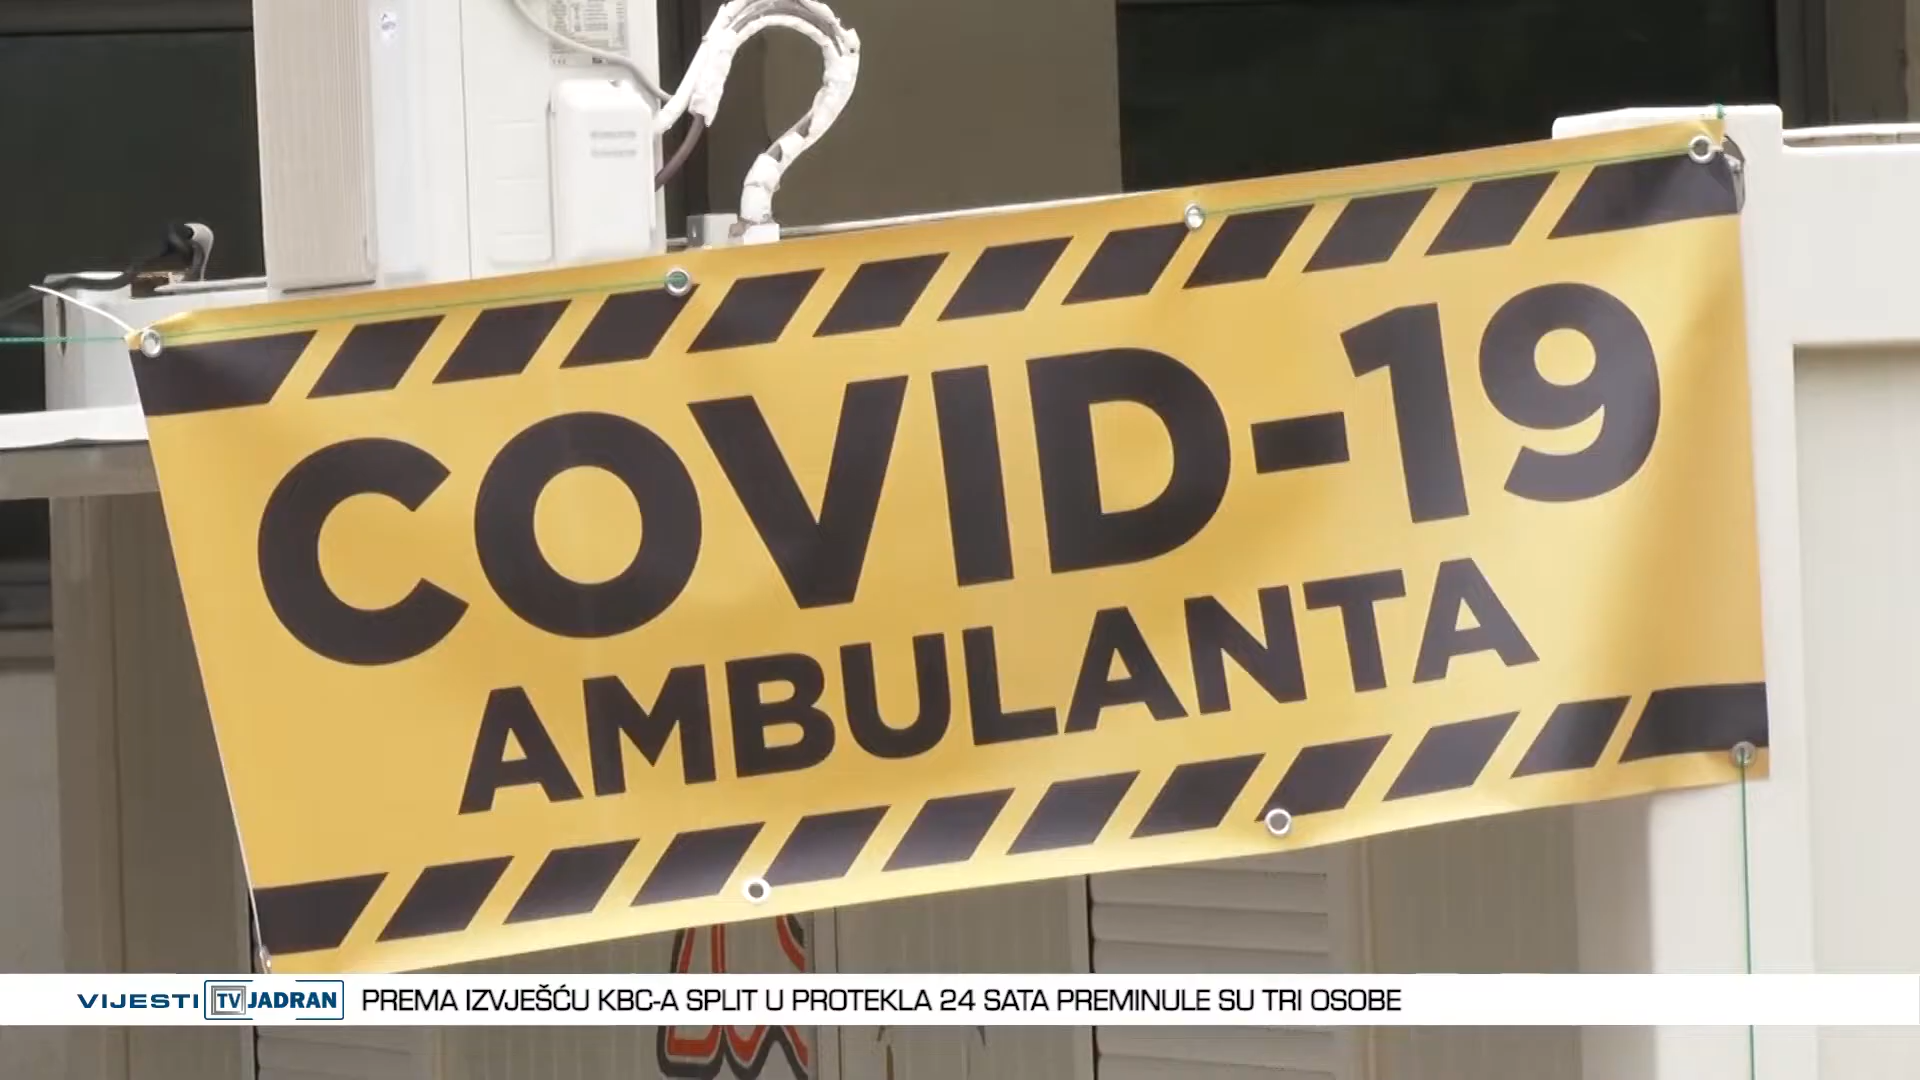 COVID-19
AMBULANTA
VIJESTI TV JADRAN PREMA IZVJEŠĆU KBC-A SPLIT U PROTEKLA 24 SATA PREMINULE SU TRI OSOBE